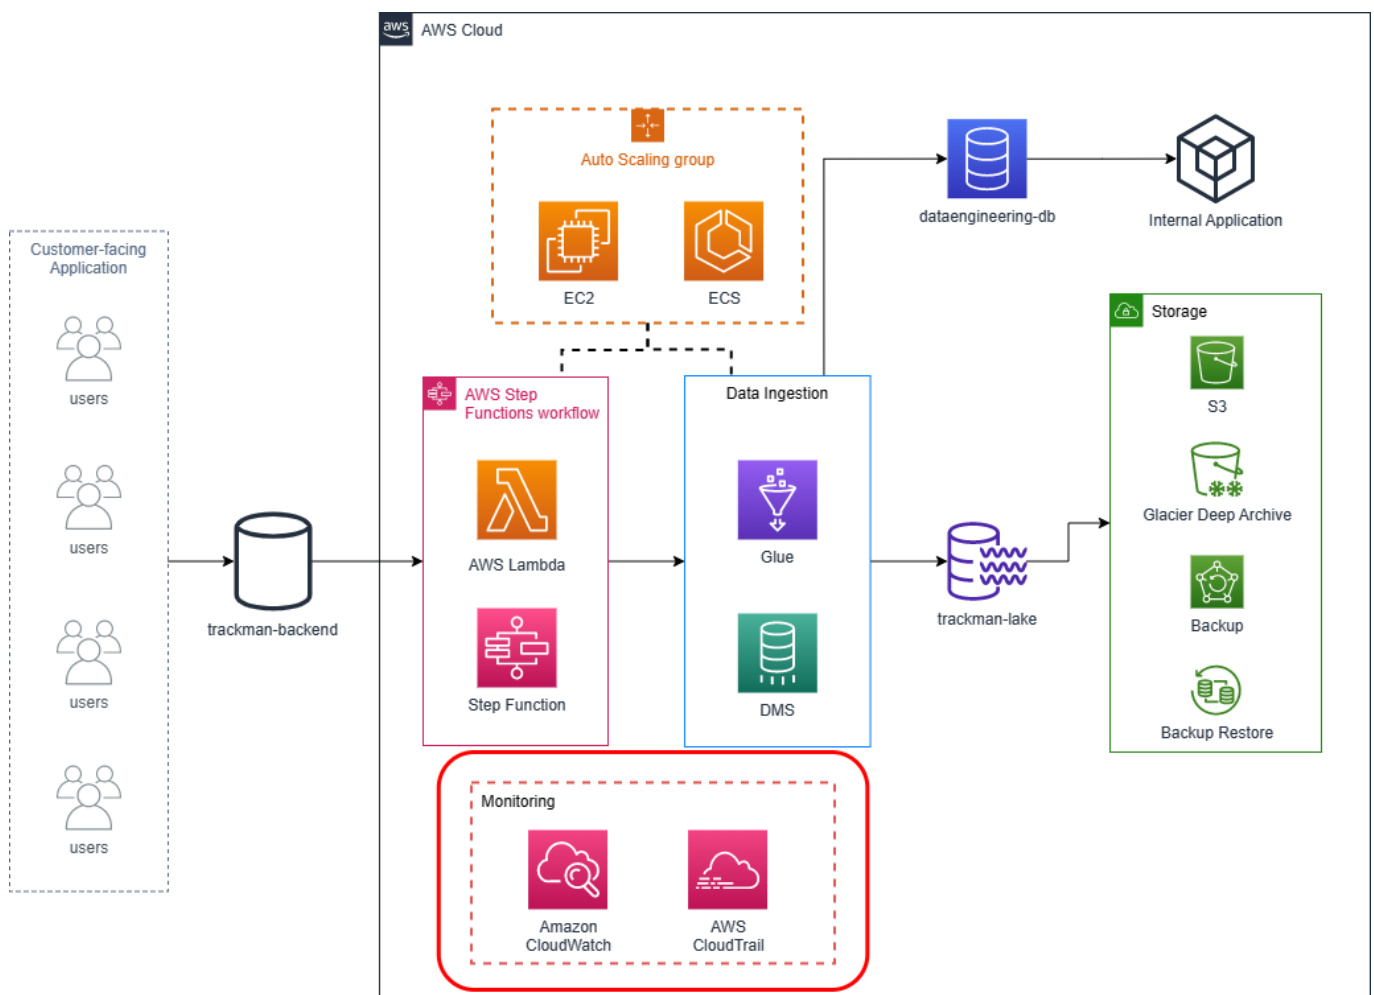 aws
AWS Cloud
Auto Scaling group
EC2
ECS
dataengineering-db
Internal Application
Customer-facing
Application
users
users
users
users
trackman-backend
AWS Step
Functions workflow
AWS Lambda
Step Function
Data Ingestion
Glue
DMS
trackman-lake
Storage
S3
Glacier Deep Archive
Backup
Backup Restore
Monitoring
Amazon
CloudWatch
AWS
CloudTrail